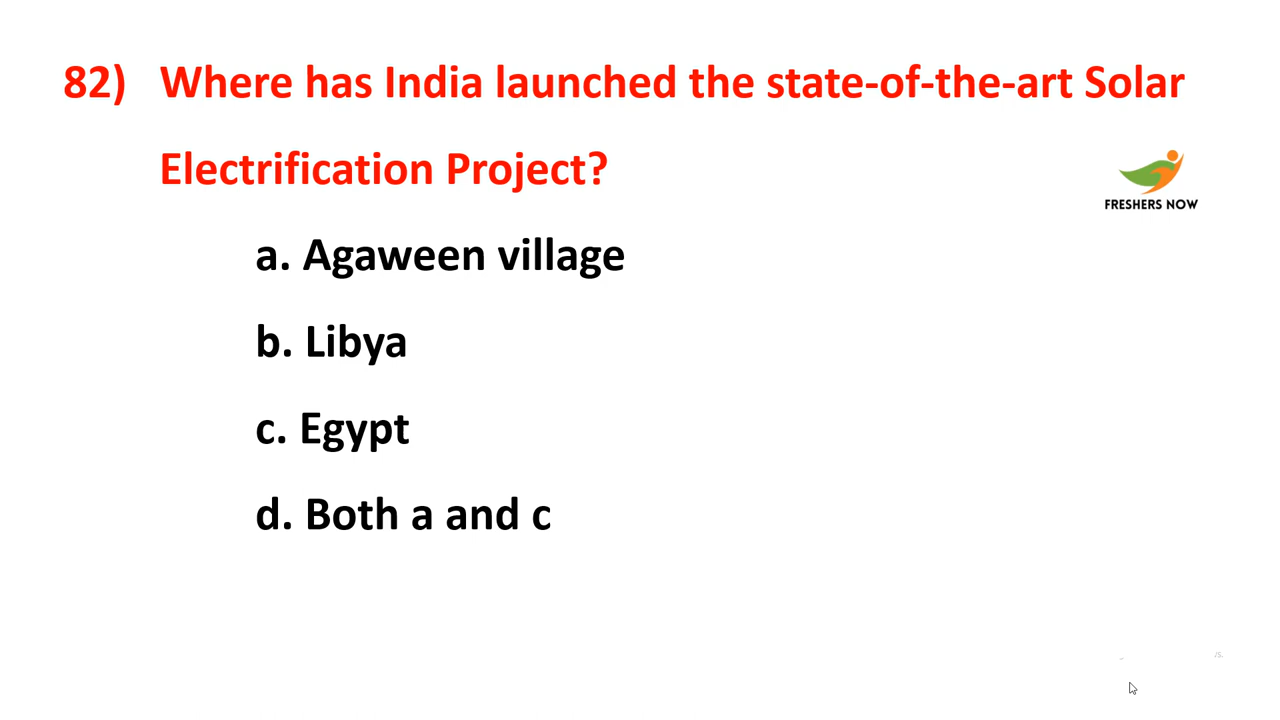 82) Where has India launched the state-of-the-art Solar
Electrification Project?
FRESHERS NOW
a. Agaween village
b. Libya
c. Egypt
d. Both a and c